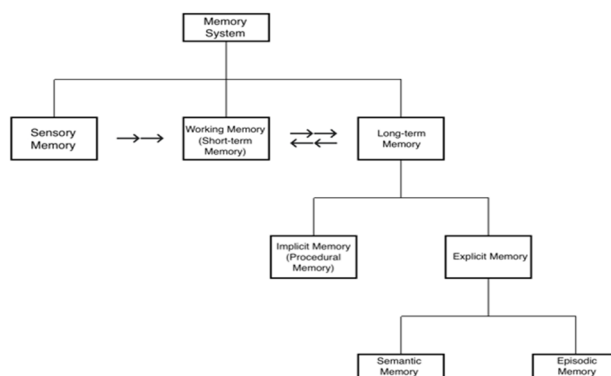 Memory
System
Sensory
Memory
Working Memory
(Short-term
Memory)
Long-term
Memory
Implicit Memory
(Procedural
Memory)
Explicit Memory
Semantic
Memory
Episodic
Memory